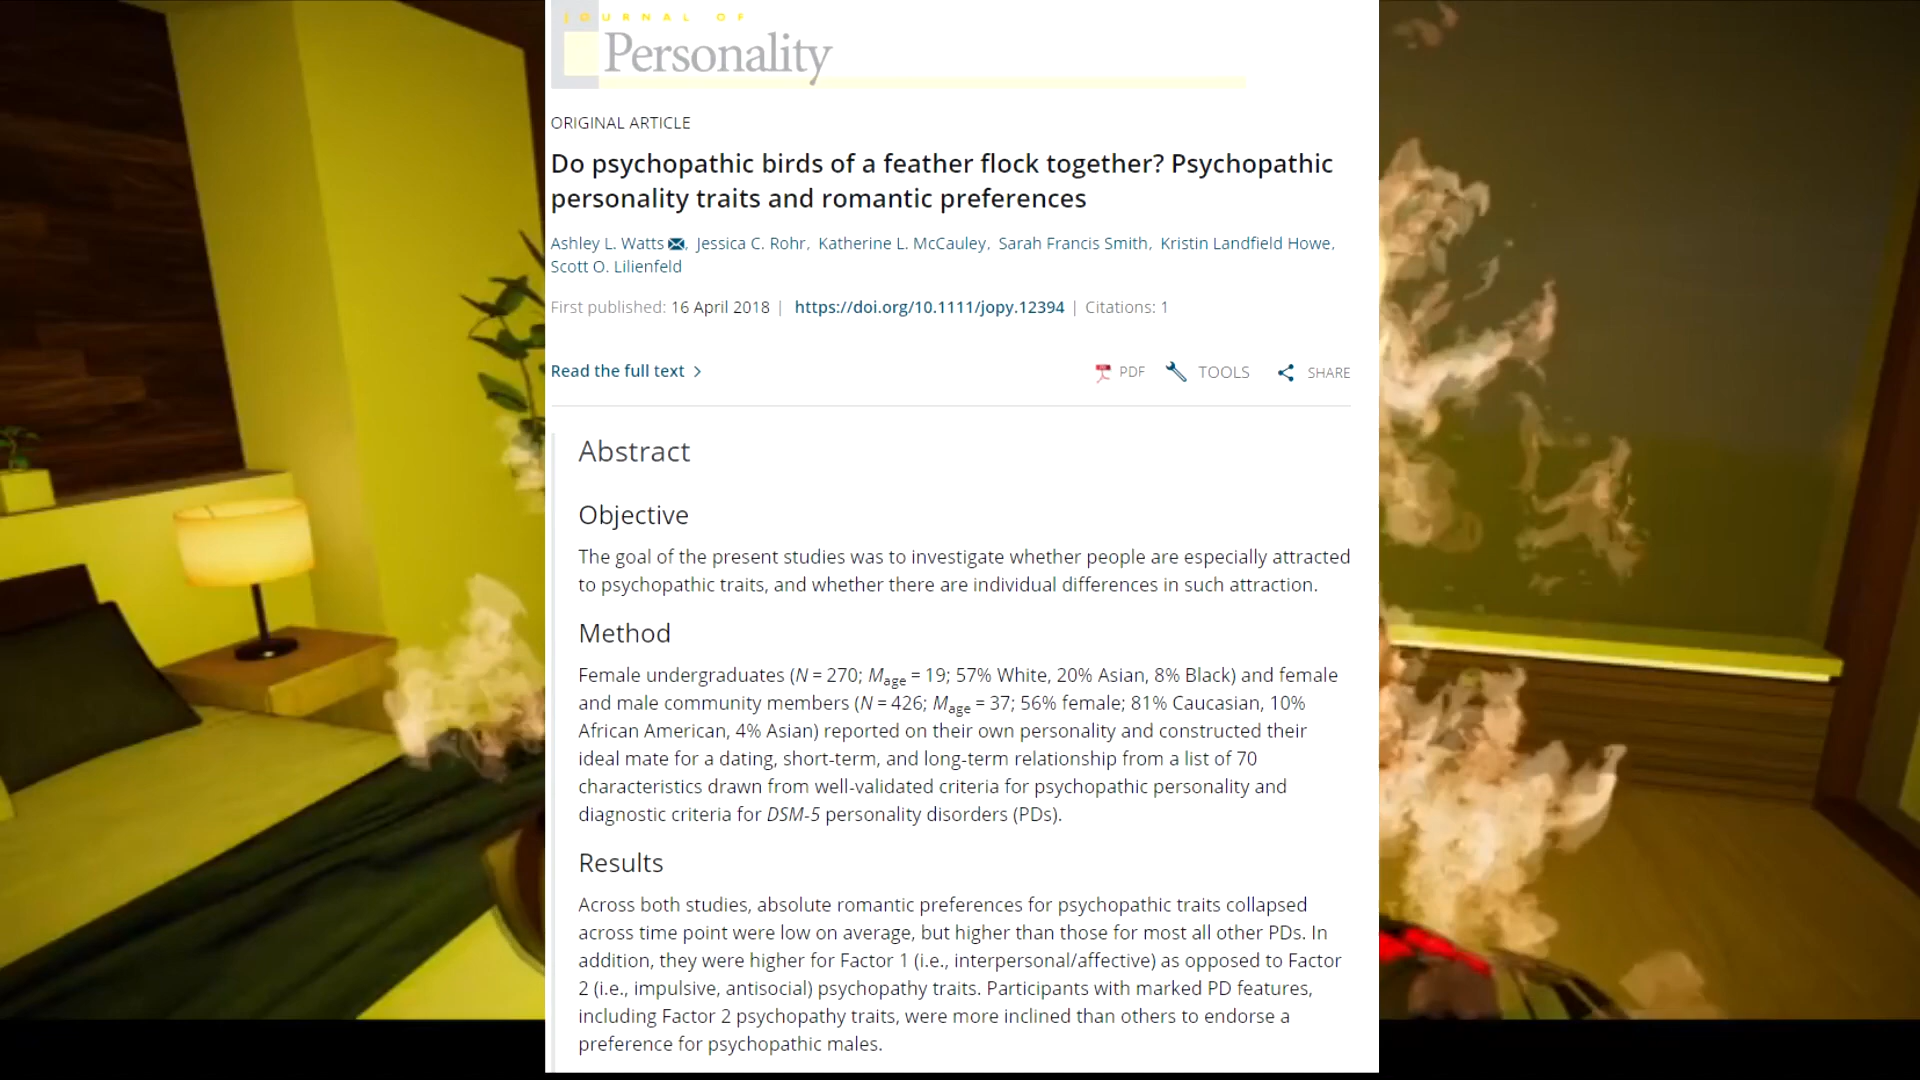 JOURNAL OF
Personality
ORIGINAL ARTICLE
Do psychopathic birds of a feather flock together? Psychopathic
personality traits and romantic preferences
Ashley L. Watts, Jessica C. Rohr, Katherine L. McCauley, Sarah Francis Smith, Kristin Landfield Howe,
Scott O. Lilienfeld
First published: 16 April 2018 | https://doi.org/10.1111/jopy.12394 | Citations: 1
Read the full text > PDF TOOLS SHARE
Abstract
Objective
The goal of the present studies was to investigate whether people are especially attracted
to psychopathic traits, and whether there are individual differences in such attraction.
Method
Female undergraduates (N = 270; Mage = 19; 57% White, 20% Asian, 8% Black) and female
and male community members (N = 426; Mage = 37; 56% female; 81% Caucasian, 10%
African American, 4% Asian) reported on their own personality and constructed their
ideal mate for a dating, short-term, and long-term relationship from a list of 70
characteristics drawn from well-validated criteria for psychopathic personality and
diagnostic criteria for DSM-5 personality disorders (PDs).
Results
Across both studies, absolute romantic preferences for psychopathic traits collapsed
across time point were low on average, but higher than those for most all other PDs. In
addition, they were higher for Factor 1 (i.e., interpersonal/affective) as opposed to Factor
2 (i.e., impulsive, antisocial) psychopathy traits. Participants with marked PD features,
including Factor 2 psychopathy traits, were more inclined than others to endorse a
preference for psychopathic males.